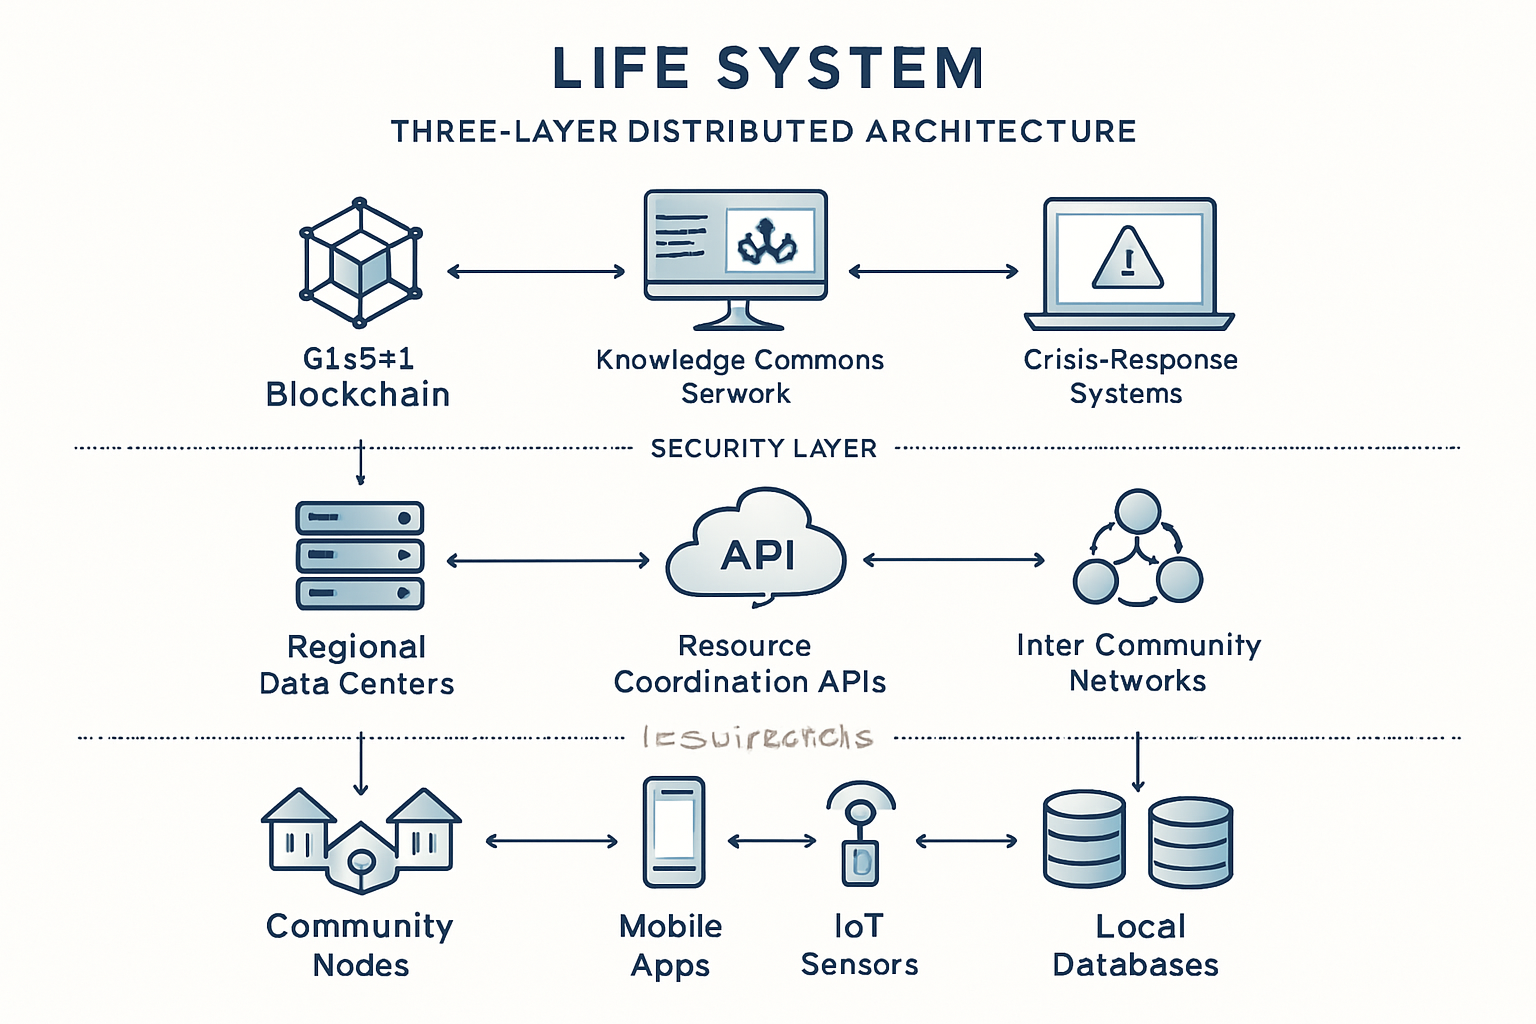 LIFE SYSTEM
THREE-LAYER DISTRIBUTED ARCHITECTURE
G1s5‡1
Blockchain
Knowledge Commons
Serwork
Crisis-Response
Systems
SECURITY LAYER
API
Regional
Data Centers
Resource
Coordination APIs
Inter Community
Networks
Community
Nodes
Mobile
Apps
IoT
Sensors
Local
Databases